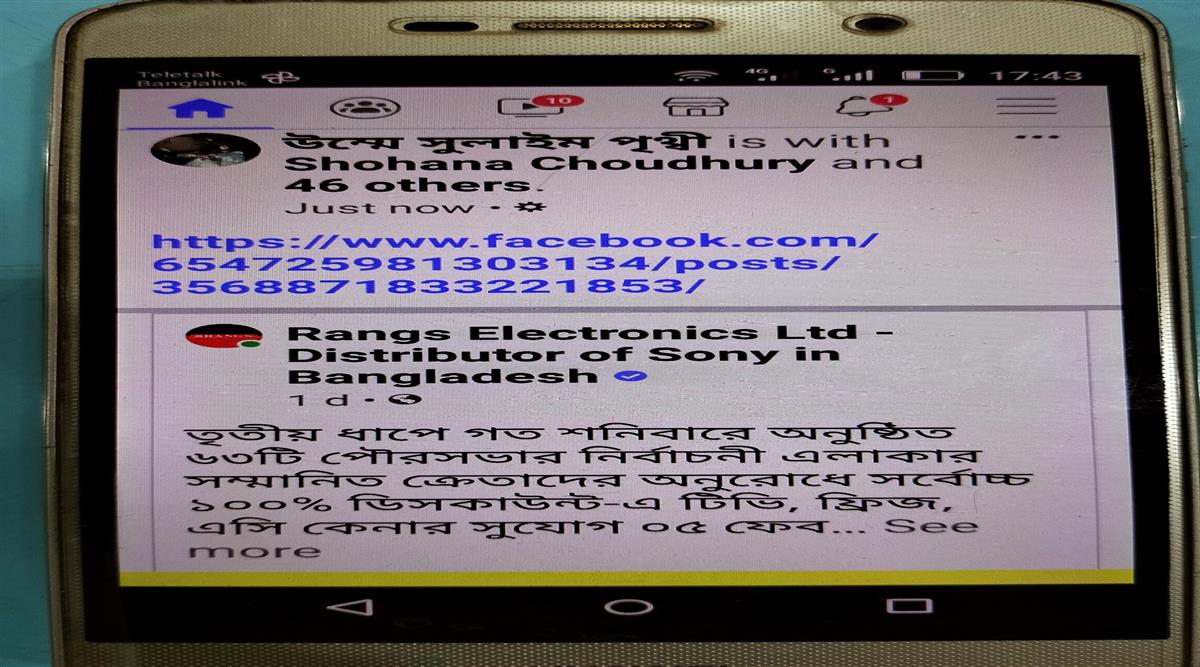 Teletalk
Banglalink
4G G 17:43
10 1
উম্মে সুলাইম পৃথ্বী is with
Shohana Choudhury and
46 others.
Just now •
https://www.facebook.com/
654725981303134/posts/
3568871833221853/
RANGS
Rangs Electronics Ltd -
Distributor of Sony in
Bangladesh
1 d •
তৃতীয় ধাপে গত শনিবারে অনুষ্ঠিত
৬৩টি পৌরসভার নির্বাচনী এলাকার
সম্মানিত ক্রেতাদের অনুরোধে সর্বোচ্চ
১০০% ডিসকাউন্ট-এ টিভি, ফ্রিজ,
এসি কেনার সুযোগ ০৫ ফেব... See
more